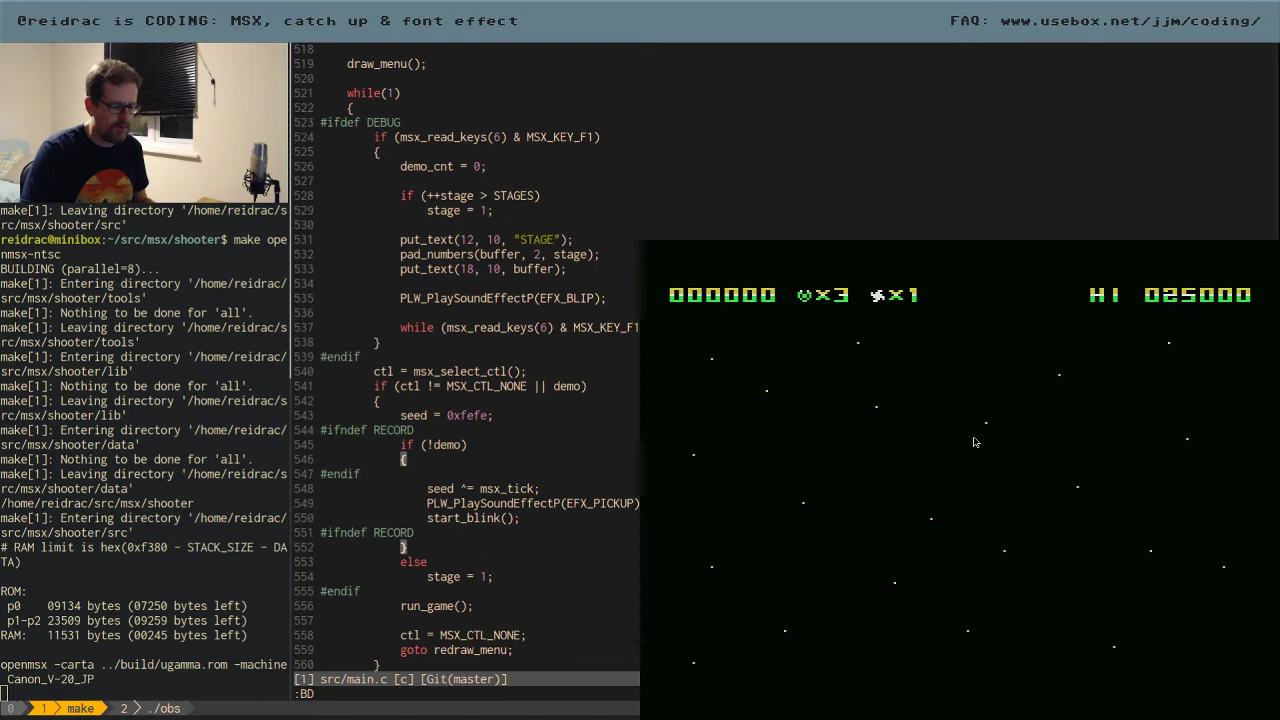 @reidrac is CODING: MSX, catch up & font effect
FAQ: www.usebox.net/jjm/coding/
make[1]: Leaving directory '/home/reidrac/s
rc/msx/shooter/src'
reidrac@minibox:~/src/msx/shooter$ make ope
nmsx-ntsc
BUILDING (parallel=8)...
make[1]: Entering directory '/home/reidrac/
src/msx/shooter/tools'
make[1]: Nothing to be done for 'all'.
make[1]: Leaving directory '/home/reidrac/s
rc/msx/shooter/tools'
make[1]: Entering directory '/home/reidrac/
src/msx/shooter/lib'
make[1]: Nothing to be done for 'all'.
make[1]: Leaving directory '/home/reidrac/s
rc/msx/shooter/lib'
make[1]: Entering directory '/home/reidrac/
src/msx/shooter/data'
make[1]: Nothing to be done for 'all'.
make[1]: Leaving directory '/home/reidrac/s
rc/msx/shooter/data'
/home/reidrac/src/msx/shooter
make[1]: Entering directory '/home/reidrac/
src/msx/shooter/src'
# RAM limit is hex(0xf380 - STACK_SIZE - DA
TA)
ROM:
p0 09134 bytes (07250 bytes left)
p1-p2 23509 bytes (09259 bytes left)
RAM: 11531 bytes (00245 bytes left)
openmsx -carta ../build/ugamma.rom -machine
Canon_V-20_JP
0 1 make 2 ./obs
518
519 draw_menu();
520
521 while(1)
522 {
523 #ifdef DEBUG
524 if (msx_read_keys(6) & MSX_KEY_F1)
525 {
526 demo_cnt = 0;
527
528 if (++stage > STAGES)
529 stage = 1;
530
531 put_text(12, 10, "STAGE");
532 pad_numbers(buffer, 2, stage);
533 put_text(18, 10, buffer);
534
535 PLW_PlaySoundEffectP(EFX_BLIP);
536
537 while (msx_read_keys(6) & MSX_KEY_F1
538 }
539 #endif
540 ctl = msx_select_ctl();
541 if (ctl != MSX_CTL_NONE || demo)
542 {
543 seed = 0xfefe;
544 #ifndef RECORD
545 if (!demo)
546 {
547 #endif
548 seed ^= msx_tick;
549 PLW_PlaySoundEffectP(EFX_PICKUP)
550 start_blink();
551 #ifndef RECORD
552 }
553 else
554 stage = 1;
555 #endif
556 run_game();
557
558 ctl = MSX_CTL_NONE;
559 goto redraw_menu;
560 }
[1] src/main.c [c] [Git(master)]
:BD
000000 x3 x1 HI 025000